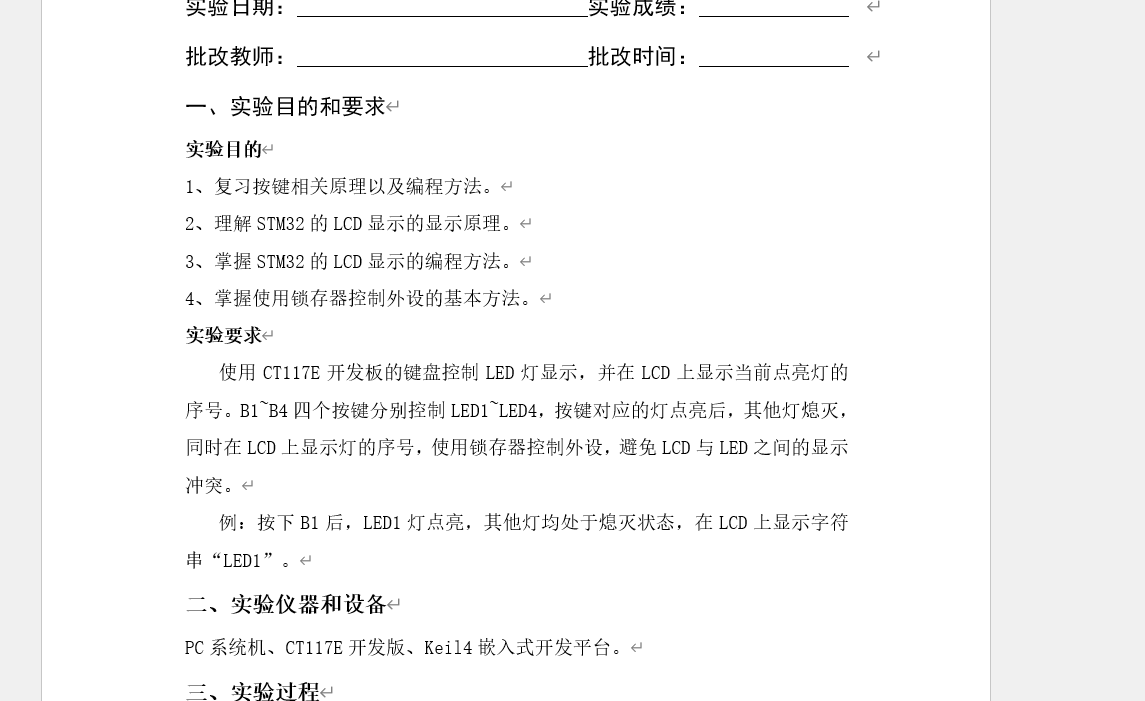 实验日期：____________________实验成绩：__________
批改教师：____________________批改时间：__________
一、实验目的和要求
实验目的
1、复习按键相关原理以及编程方法。
2、理解 STM32 的 LCD 显示的显示原理。
3、掌握 STM32 的 LCD 显示的编程方法。
4、掌握使用锁存器控制外设的基本方法。
实验要求
使用 CT117E 开发板的键盘控制 LED 灯显示，并在 LCD 上显示当前点亮灯的
序号。B1~B4 四个按键分别控制 LED1~LED4，按键对应的灯点亮后，其他灯熄灭，
同时在 LCD 上显示灯的序号，使用锁存器控制外设，避免 LCD 与 LED 之间的显示
冲突。
例：按下 B1 后，LED1 灯点亮，其他灯均处于熄灭状态，在 LCD 上显示字符
串“LED1”。
二、实验仪器和设备
PC 系统机、CT117E 开发版、Keil4 嵌入式开发平台。
三、实验过程